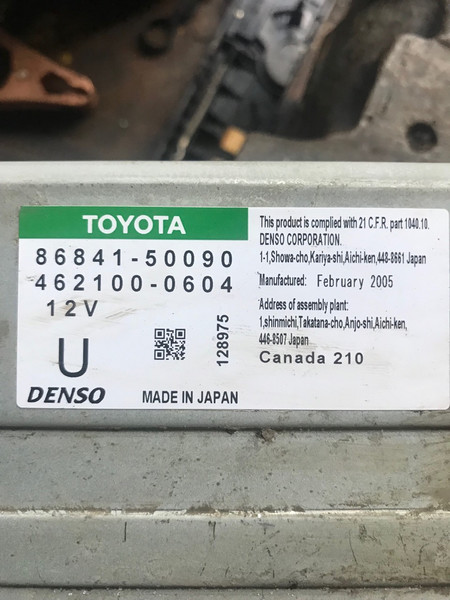 TOYOTA
86841-50090
462100-0604
12V
U
128975
DENSO
MADE IN JAPAN
This product is complied with 21 C.F.R. part 1040.10.
DENSO CORPORATION.
1-1,Showa-cho,Kariya-shi,Aichi-ken,448-8661 Japan
Manufactured: February 2005
Address of assembly plant:
1,shinmichi,Takatana-cho,Anjo-shi,Aichi-ken,
446-8507 Japan
Canada 210